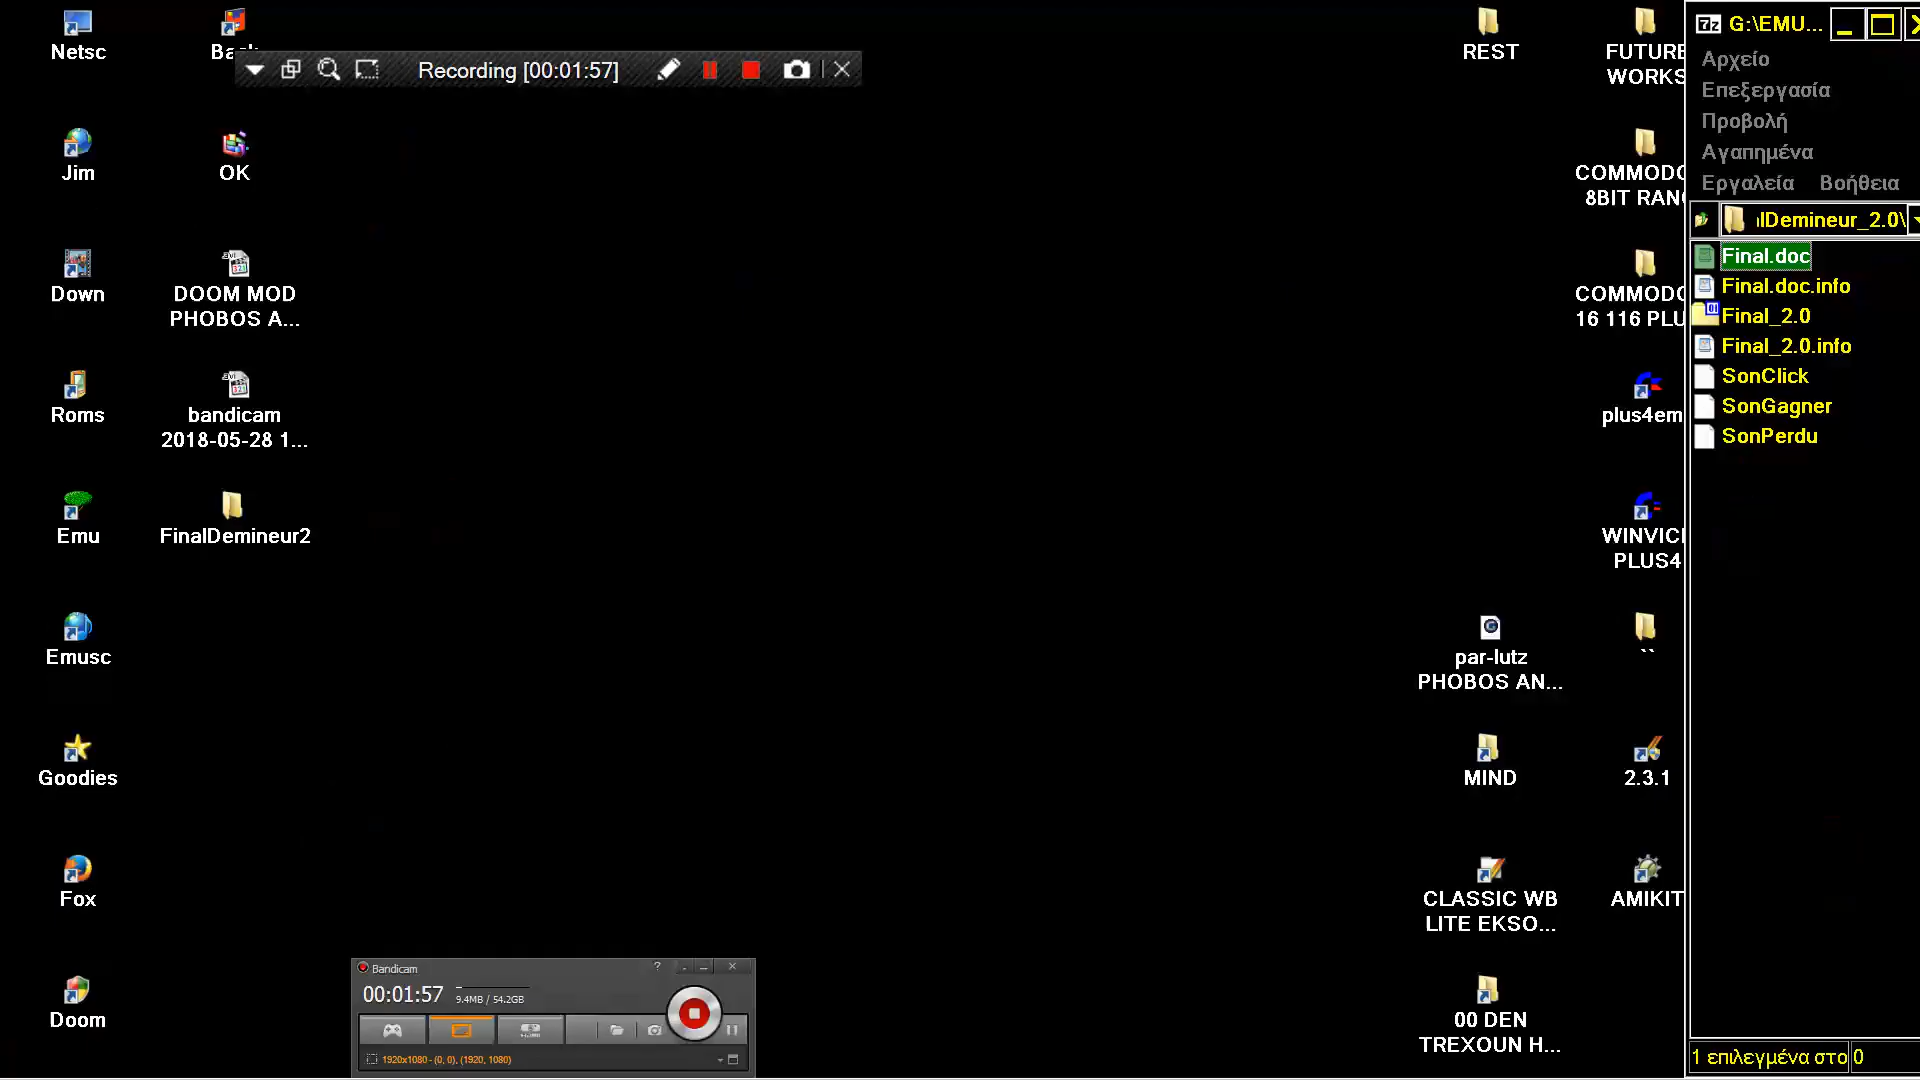 Netsc
Recording [00:01:57]
Jim
OK
Down
DOOM MOD
PHOBOS A...
Roms
bandicam
2018-05-28 1...
Emu
FinalDemineur2
Emusc
Goodies
Fox
Doom
Bandicam
00:01:57
9.4MB / 54.2GB
1920x1080 - (0, 0), (1920, 1080)
REST
FUTURE
WORKS
COMMODO
8BIT RAN
COMMODO
16 116 PLU
plus4em
WINVIC
PLUS4
par-lutz
PHOBOS AN...
``
MIND
2.3.1
CLASSIC WB
LITE EKSO...
AMIKIT
00 DEN
TREXOUN H...
7z G:\EMU...
Αρχείο
Επεξεργασία
Προβολή
Αγαπημένα
Εργαλεία Βοήθεια
lDemineur_2.0\
Final.doc
Final.doc.info
Final_2.0
Final_2.0.info
SonClick
SonGagner
SonPerdu
1 επιλεγμένα στο 0